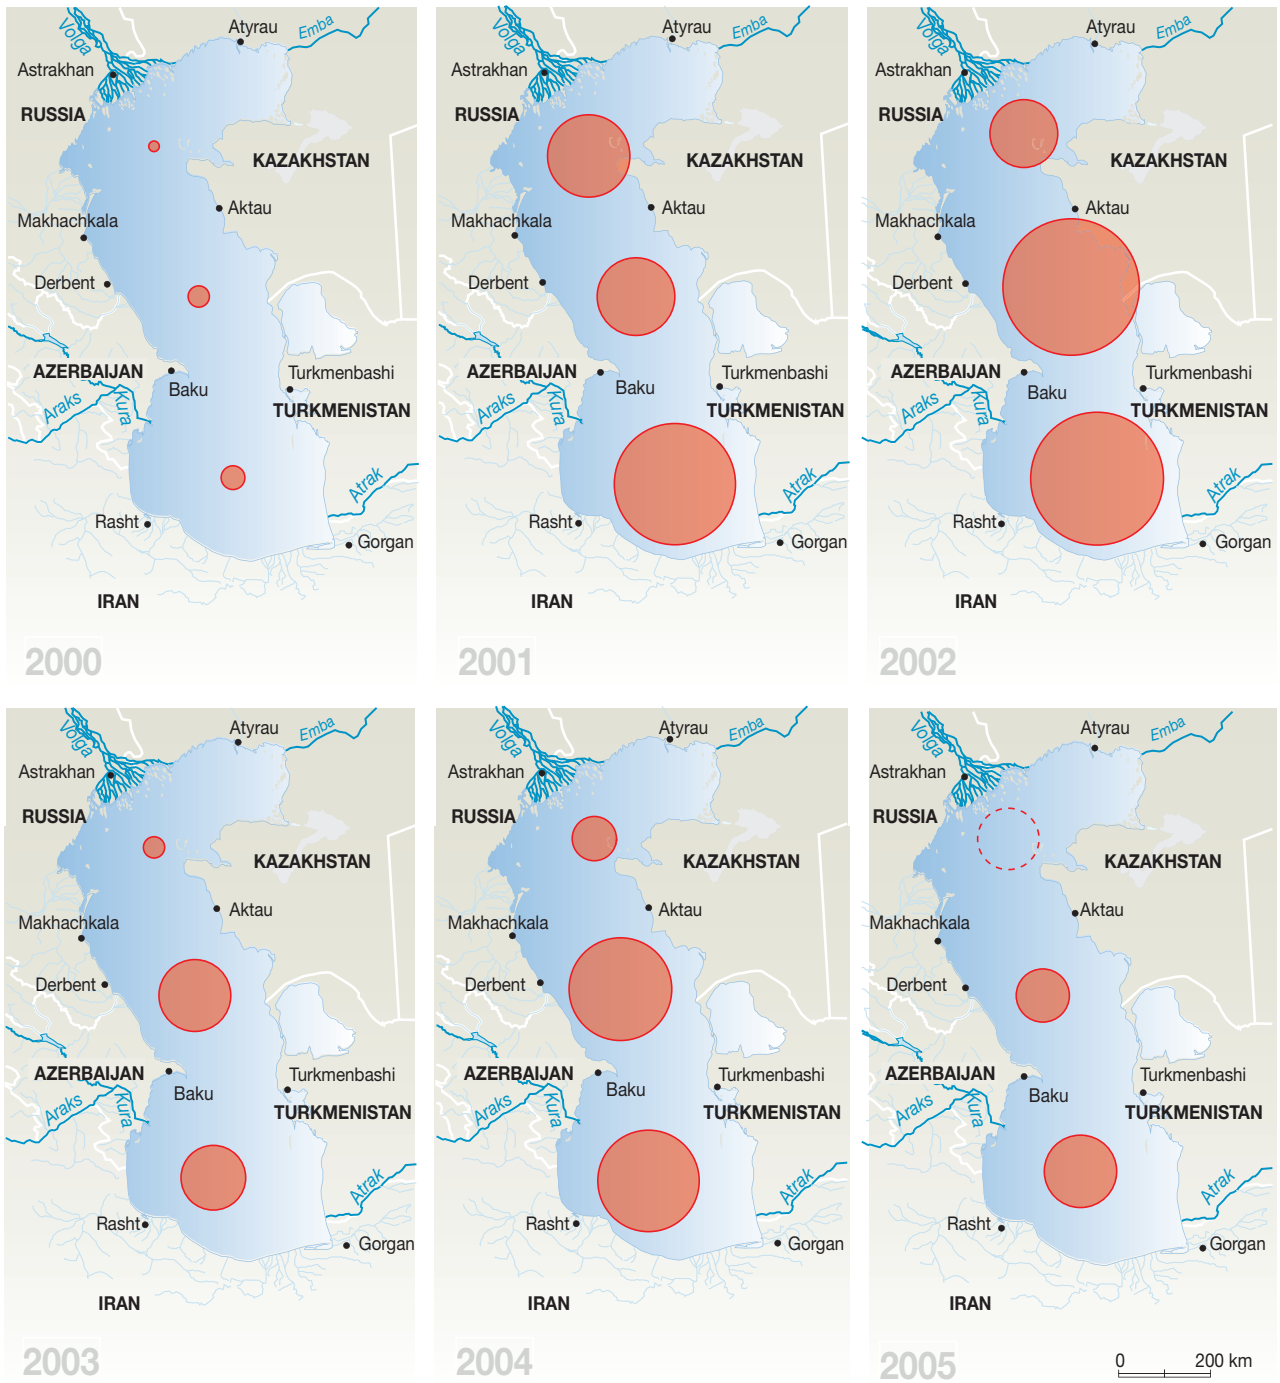 Volga
Atyrau
Emba
Astrakhan
RUSSIA
KAZAKHSTAN
Aktau
Makhachkala
Derbent
AZERBAIJAN
Baku
Turkmenbashi
TURKMENISTAN
Araks
Kura
Atrak
Rasht
Gorgan
IRAN
2000
Volga
Atyrau
Emba
Astrakhan
RUSSIA
KAZAKHSTAN
Aktau
Makhachkala
Derbent
AZERBAIJAN
Baku
Turkmenbashi
TURKMENISTAN
Araks
Kura
Atrak
Rasht
Gorgan
IRAN
2001
Volga
Atyrau
Emba
Astrakhan
RUSSIA
KAZAKHSTAN
Aktau
Makhachkala
Derbent
AZERBAIJAN
Baku
Turkmenbashi
TURKMENISTAN
Araks
Kura
Atrak
Rasht
Gorgan
IRAN
2002
Volga
Atyrau
Emba
Astrakhan
RUSSIA
KAZAKHSTAN
Aktau
Makhachkala
Derbent
AZERBAIJAN
Baku
Turkmenbashi
TURKMENISTAN
Araks
Kura
Atrak
Rasht
Gorgan
IRAN
2003
Volga
Atyrau
Emba
Astrakhan
RUSSIA
KAZAKHSTAN
Aktau
Makhachkala
Derbent
AZERBAIJAN
Baku
Turkmenbashi
TURKMENISTAN
Araks
Kura
Atrak
Rasht
Gorgan
IRAN
2004
Volga
Atyrau
Emba
Astrakhan
RUSSIA
KAZAKHSTAN
Aktau
Makhachkala
Derbent
AZERBAIJAN
Baku
Turkmenbashi
TURKMENISTAN
Araks
Kura
Atrak
Rasht
Gorgan
IRAN
2005
0 200 km